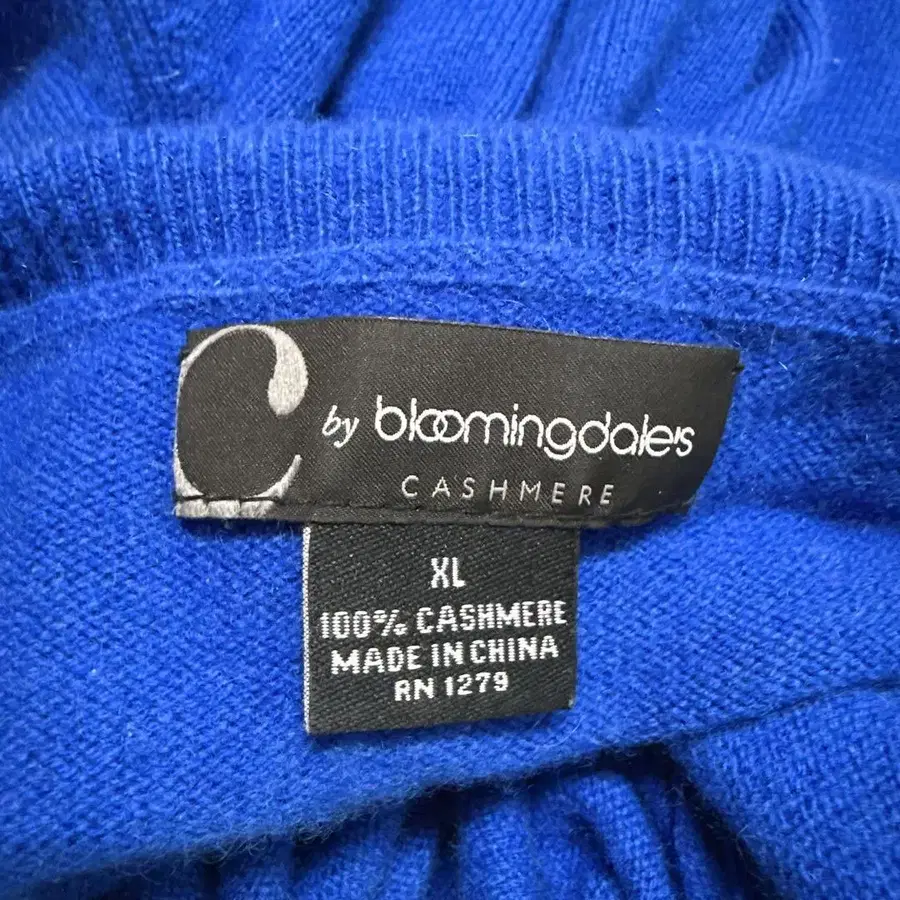 C by bloomingdale's
CASHMERE
XL
100% CASHMERE
MADE IN CHINA
RN 1279